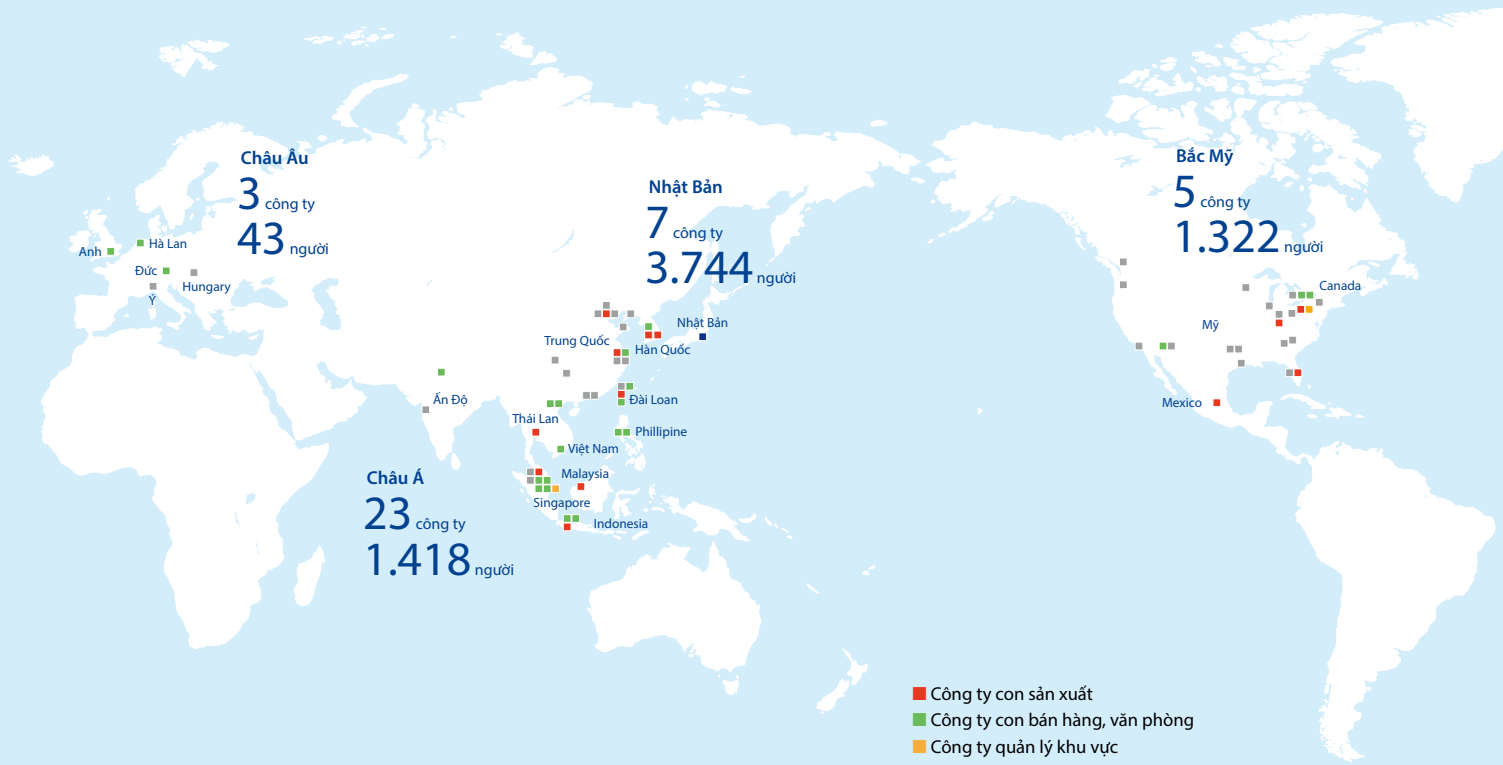 Châu Âu
3 công ty
43 người
Anh
Hà Lan
Đức
Ý
Hungary
Nhật Bản
7 công ty
3.744 người
Bắc Mỹ
5 công ty
1.322 người
Canada
Mỹ
Mexico
Nhật Bản
Trung Quốc
Hàn Quốc
Ấn Độ
Đài Loan
Thái Lan
Phillipine
Việt Nam
Malaysia
Singapore
Indonesia
Châu Á
23 công ty
1.418 người
Công ty con sản xuất
Công ty con bán hàng, văn phòng
Công ty quản lý khu vực